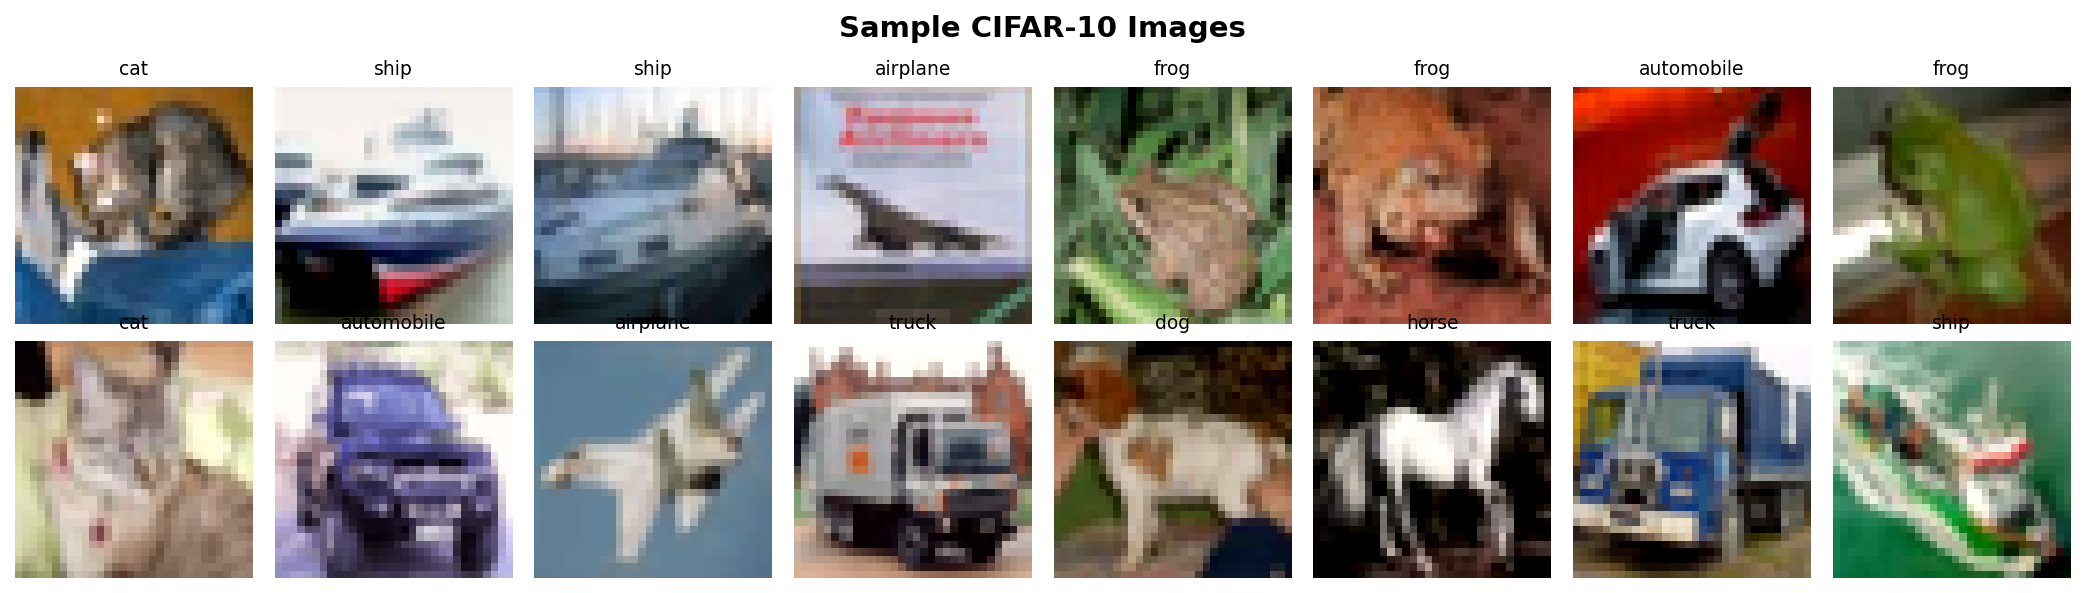 Sample CIFAR-10 Images
cat ship ship airplane frog frog automobile frog
cat automobile airplane truck dog horse truck ship